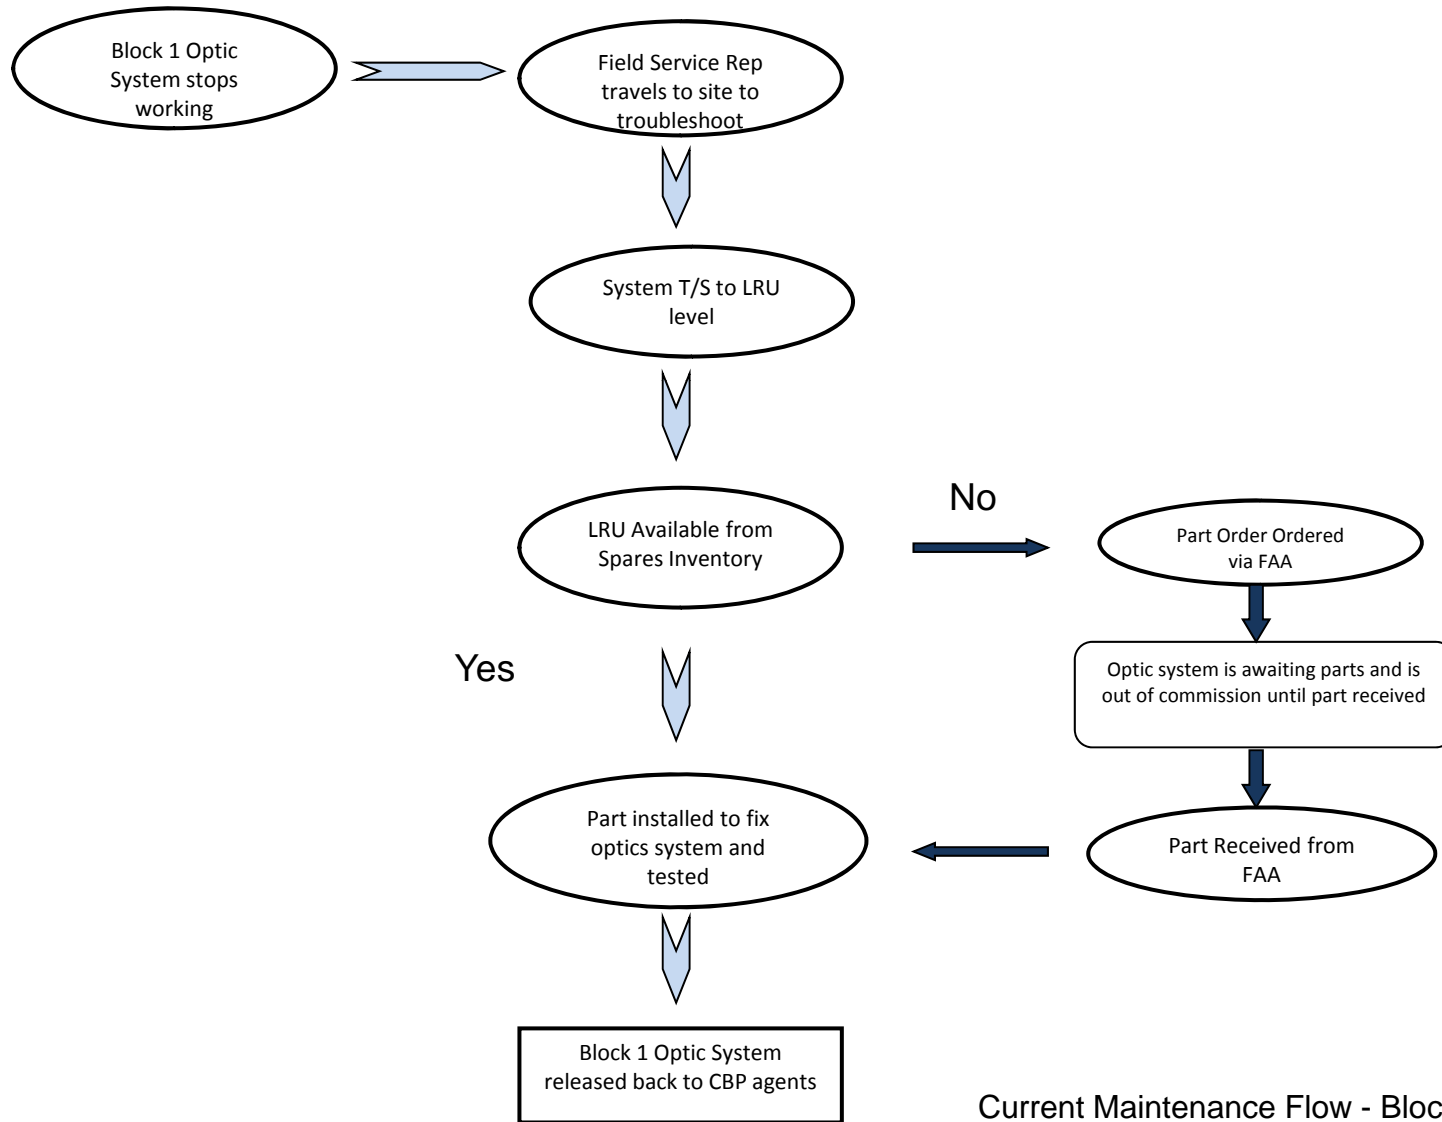 Block 1 Optic
System stops
working
Field Service Rep
travels to site to
troubleshoot
System T/S to LRU
level
LRU Available from
Spares Inventory
No
Part Order Ordered
via FAA
Yes
Optic system is awaiting parts and is
out of commission until part received
Part installed to fix
optics system and
tested
Part Received from
FAA
Block 1 Optic System
released back to CBP agents
Current Maintenance Flow - Bloc